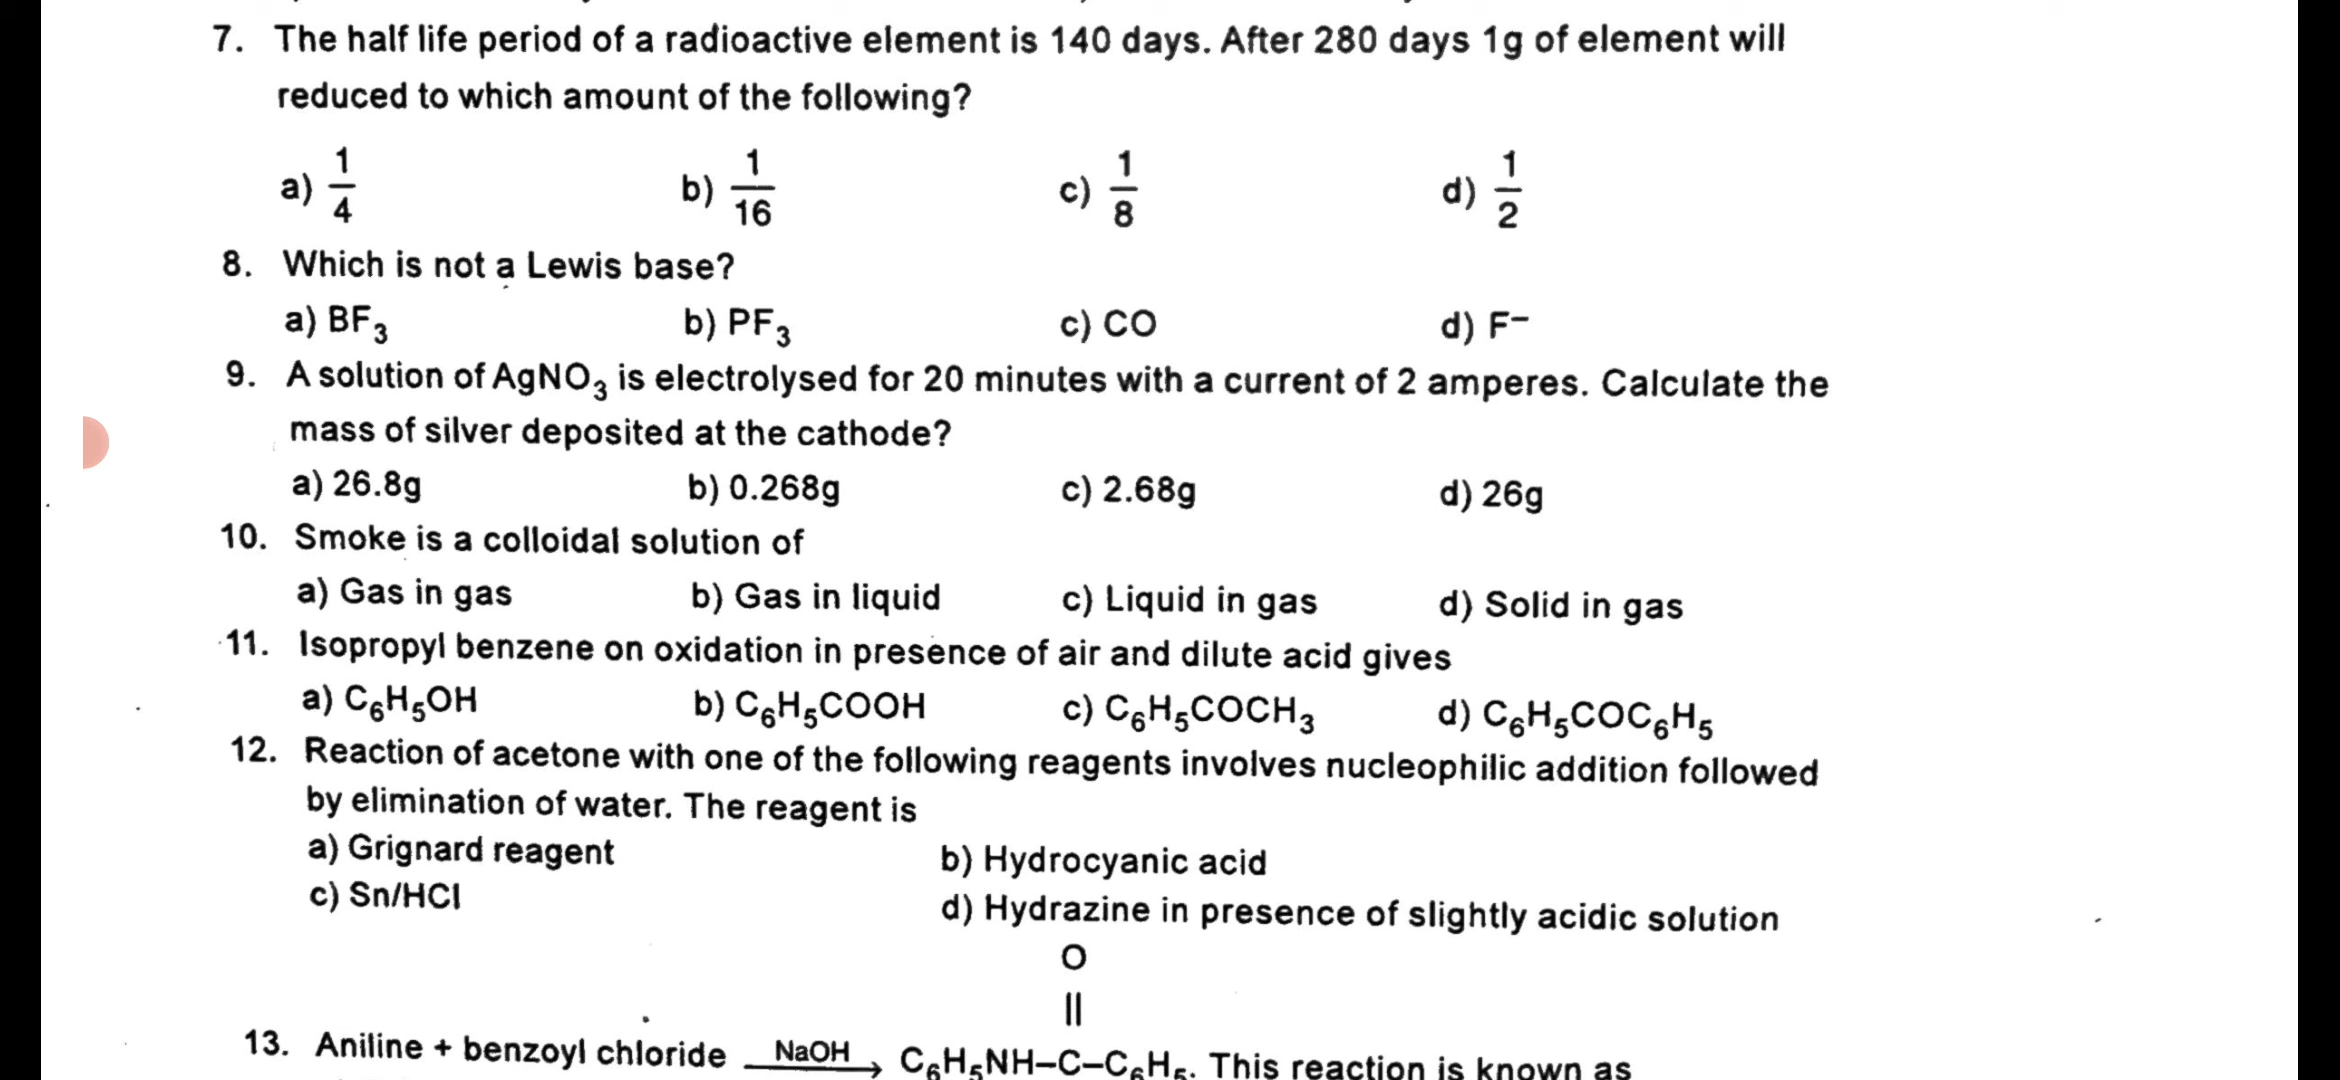 7. The half life period of a radioactive element is 140 days. After 280 days 1g of element will
reduced to which amount of the following?
a) 1/4 b) 1/16 c) 1/8 d) 1/2
8. Which is not a Lewis base?
a) BF₃ b) PF₃ c) CO d) F⁻
9. A solution of AgNO₃ is electrolysed for 20 minutes with a current of 2 amperes. Calculate the
mass of silver deposited at the cathode?
a) 26.8g b) 0.268g c) 2.68g d) 26g
10. Smoke is a colloidal solution of
a) Gas in gas b) Gas in liquid c) Liquid in gas d) Solid in gas
11. Isopropyl benzene on oxidation in presence of air and dilute acid gives
a) C₆H₅OH b) C₆H₅COOH c) C₆H₅COCH₃ d) C₆H₅COC₆H₅
12. Reaction of acetone with one of the following reagents involves nucleophilic addition followed
by elimination of water. The reagent is
a) Grignard reagent b) Hydrocyanic acid
c) Sn/HCl d) Hydrazine in presence of slightly acidic solution
O
||
13. Aniline + benzoyl chloride NaOH → C₆H₅NH–C–C₆H₅. This reaction is known as